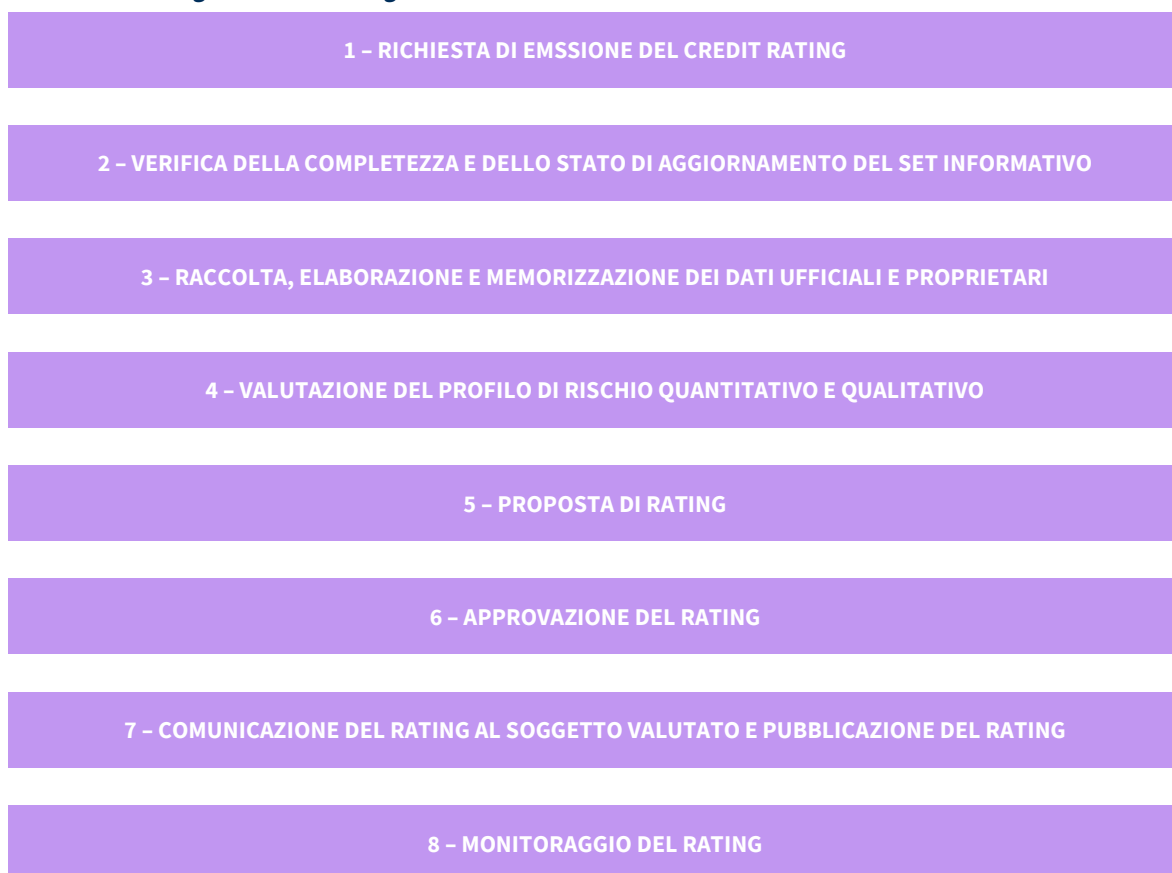 1 – RICHIESTA DI EMSSIONE DEL CREDIT RATING
2 – VERIFICA DELLA COMPLETEZZA E DELLO STATO DI AGGIORNAMENTO DEL SET INFORMATIVO
3 – RACCOLTA, ELABORAZIONE E MEMORIZZAZIONE DEI DATI UFFICIALI E PROPRIETARI
4 – VALUTAZIONE DEL PROFILO DI RISCHIO QUANTITATIVO E QUALITATIVO
5 – PROPOSTA DI RATING
6 – APPROVAZIONE DEL RATING
7 – COMUNICAZIONE DEL RATING AL SOGGETTO VALUTATO E PUBBLICAZIONE DEL RATING
8 – MONITORAGGIO DEL RATING